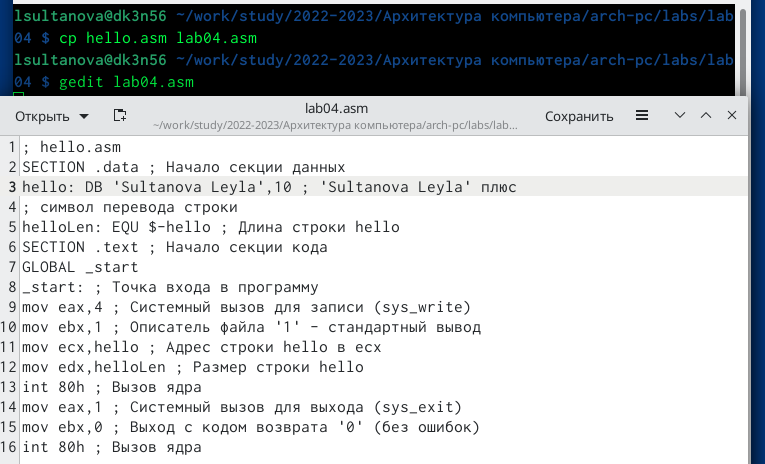 lsultanova@dk3n56 ~/work/study/2022-2023/Архитектура компьютера/arch-pc/labs/lab
04 $ cp hello.asm lab04.asm
lsultanova@dk3n56 ~/work/study/2022-2023/Архитектура компьютера/arch-pc/labs/lab
04 $ gedit lab04.asm
Открыть
lab04.asm
~/work/study/2022-2023/Архитектура компьютера/arch-pc/labs/lab...
Сохранить
1 ; hello.asm
2 SECTION .data ; Начало секции данных
3 hello: DB 'Sultanova Leyla',10 ; 'Sultanova Leyla' плюс
4 ; символ перевода строки
5 helloLen: EQU $-hello ; Длина строки hello
6 SECTION .text ; Начало секции кода
7 GLOBAL _start
8 _start: ; Точка входа в программу
9 mov eax,4 ; Системный вызов для записи (sys_write)
10 mov ebx,1 ; Описатель файла '1' - стандартный вывод
11 mov ecx,hello ; Адрес строки hello в ecx
12 mov edx,helloLen ; Размер строки hello
13 int 80h ; Вызов ядра
14 mov eax,1 ; Системный вызов для выхода (sys_exit)
15 mov ebx,0 ; Выход с кодом возврата '0' (без ошибок)
16 int 80h ; Вызов ядра